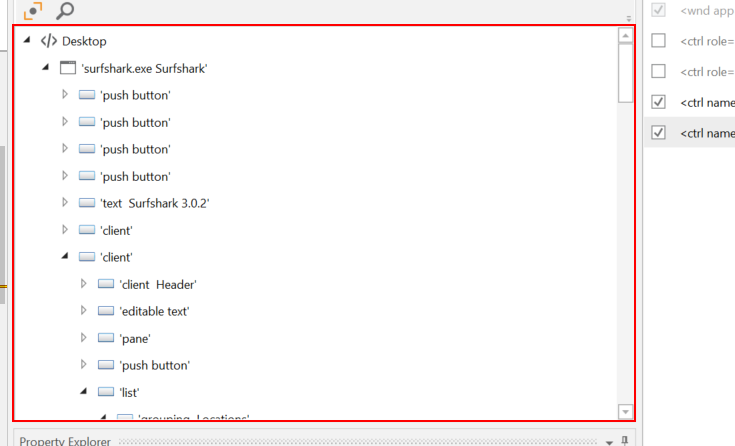 </> Desktop
'surfshark.exe Surfshark'
'push button'
'push button'
'push button'
'push button'
'text  Surfshark 3.0.2'
'client'
'client'
'client  Header'
'editable text'
'pane'
'push button'
'list'
'grouping  Locations'
Property Explorer
<wnd app
<ctrl role=
<ctrl role=
<ctrl name
<ctrl name